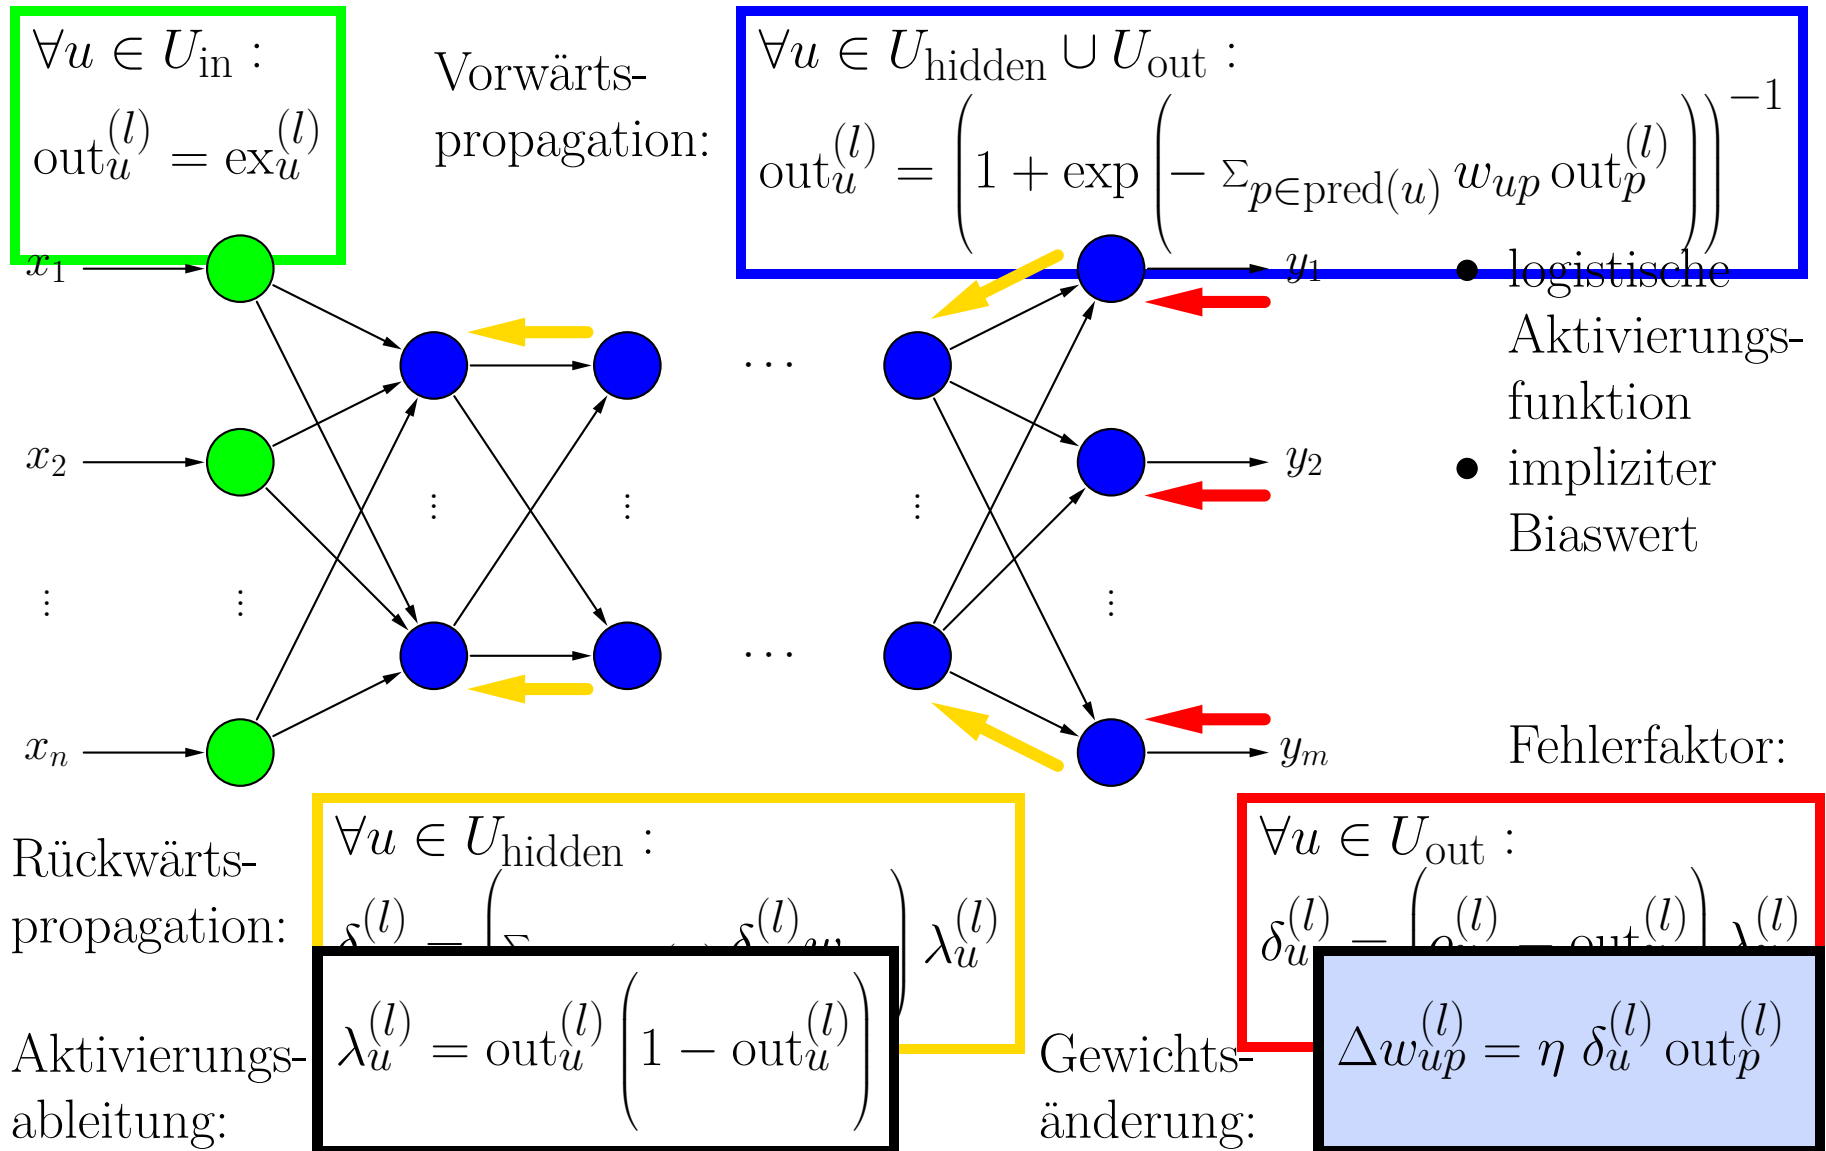 ∀u ∈ U_in :
out_u^(l) = ex_u^(l)
Vorwärts-
propagation:
∀u ∈ U_hidden ∪ U_out :
out_u^(l) = (1 + exp (− Σ_{p∈pred(u)} w_up out_p^(l)))^−1
x_1
y_1
• logistische
Aktivierungs-
funktion
x_2
y_2
• impliziter
Biaswert
⋯
⋯
x_n
y_m
Fehlerfaktor:
Rückwärts-
propagation:
∀u ∈ U_hidden :
λ_u^(l)
∀u ∈ U_out :
δ_u^(l) = (o^(l) − out^(l)) λ^(l)
Aktivierungs-
ableitung:
λ_u^(l) = out_u^(l) (1 − out_u^(l))
Gewichts-
änderung:
Δw_up^(l) = η δ_u^(l) out_p^(l)